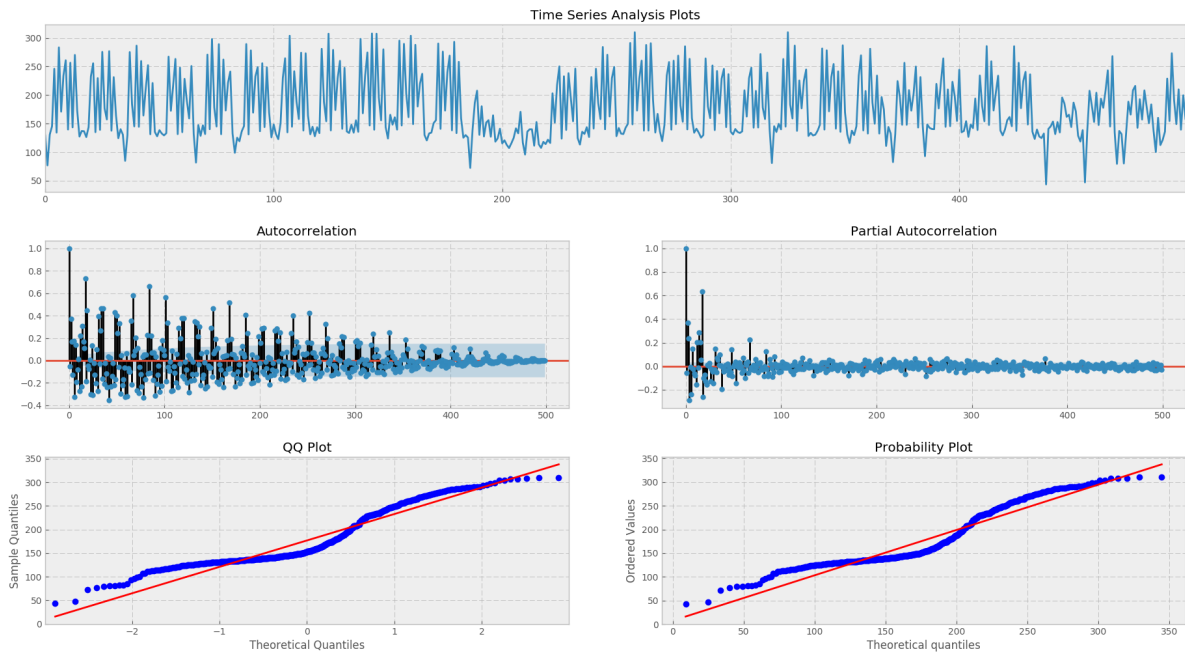 Time Series Analysis Plots
300
250
200
150
100
50
0 100 200 300 400
Autocorrelation
1.0
0.8
0.6
0.4
0.2
0.0
−0.2
−0.4
0 100 200 300 400 500
Partial Autocorrelation
1.0
0.8
0.6
0.4
0.2
0.0
−0.2
0 100 200 300 400 500
QQ Plot
Sample Quantiles
350
300
250
200
150
100
50
0
−2 −1 0 1 2
Theoretical Quantiles
Probability Plot
Ordered Values
350
300
250
200
150
100
50
0
0 50 100 150 200 250 300 350
Theoretical quantiles